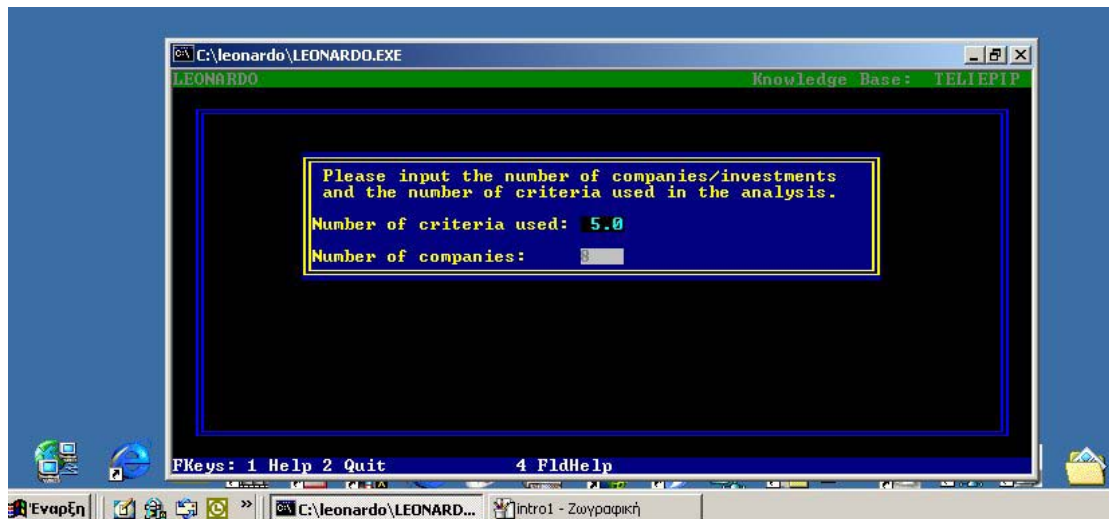 C:\leonardo\LEONARDO.EXE
LEONARDO Knowledge Base: TELIEPIP
Please input the number of companies/investments
and the number of criteria used in the analysis.
Number of criteria used: 5.0
Number of companies: 8
FKeys: 1 Help 2 Quit 4 FldHelp
Έναρξη » C:\leonardo\LEONARD... intro1 - Ζωγραφική